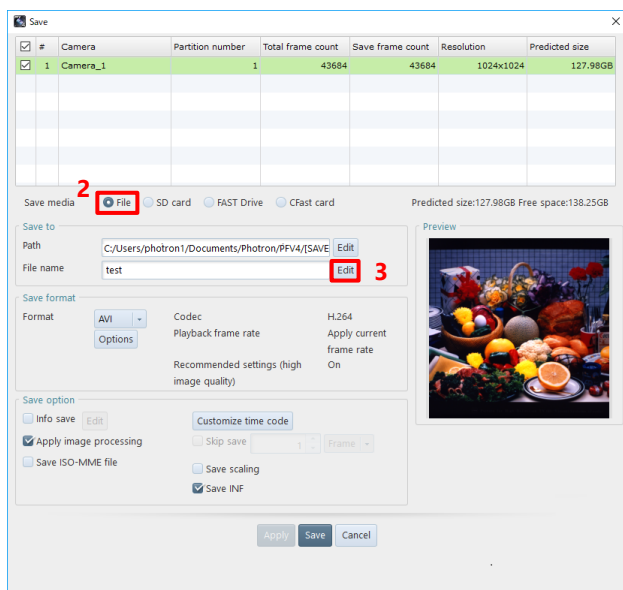 Save
# Camera Partition number Total frame count Save frame count Resolution Predicted size
1 Camera_1 1 43684 43684 1024x1024 127.98GB
2
Save media File SD card FAST Drive CFast card Predicted size:127.98GB Free space:138.25GB
Save to
Path C:/Users/photron1/Documents/Photron/PFV4/[SAVE Edit
File name test Edit 3
Save format
Format AVI Codec H.264
Options Playback frame rate Apply current
frame rate
Recommended settings (high On
image quality)
Save option
Info save Edit Customize time code
Apply image processing Skip save 1 Frame
Save ISO-MME file Save scaling
Save INF
Preview
Apply Save Cancel